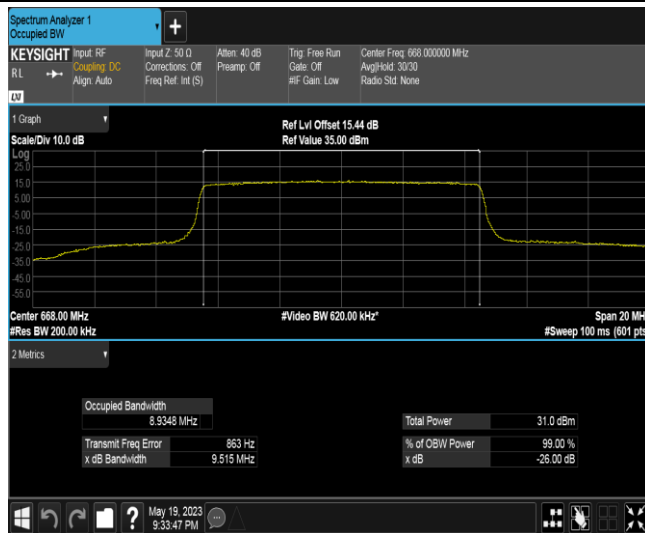 Spectrum Analyzer 1
Occupied BW
+
KEYSIGHT
RL
LXI
Input: RF
Coupling: DC
Align: Auto
Input Z: 50 Ω
Corrections: Off
Freq Ref: Int (S)
Atten: 40 dB
Preamp: Off
Trig: Free Run
Gate: Off
#IF Gain: Low
Center Freq: 668.000000 MHz
Avg|Hold: 30/30
Radio Std: None
1 Graph
Scale/Div 10.0 dB
Ref Lvl Offset 15.44 dB
Ref Value 35.00 dBm
Log
25.0
15.0
5.00
-5.00
-15.0
-25.0
-35.0
-45.0
-55.0
Center 668.00 MHz
#Res BW 200.00 kHz
#Video BW 620.00 kHz*
Span 20 MH
#Sweep 100 ms (601 pts
2 Metrics
Occupied Bandwidth
8.9348 MHz
Transmit Freq Error 863 Hz
x dB Bandwidth 9.515 MHz
Total Power 31.0 dBm
% of OBW Power 99.00 %
x dB -26.00 dB
?
May 19, 2023
9:33:47 PM